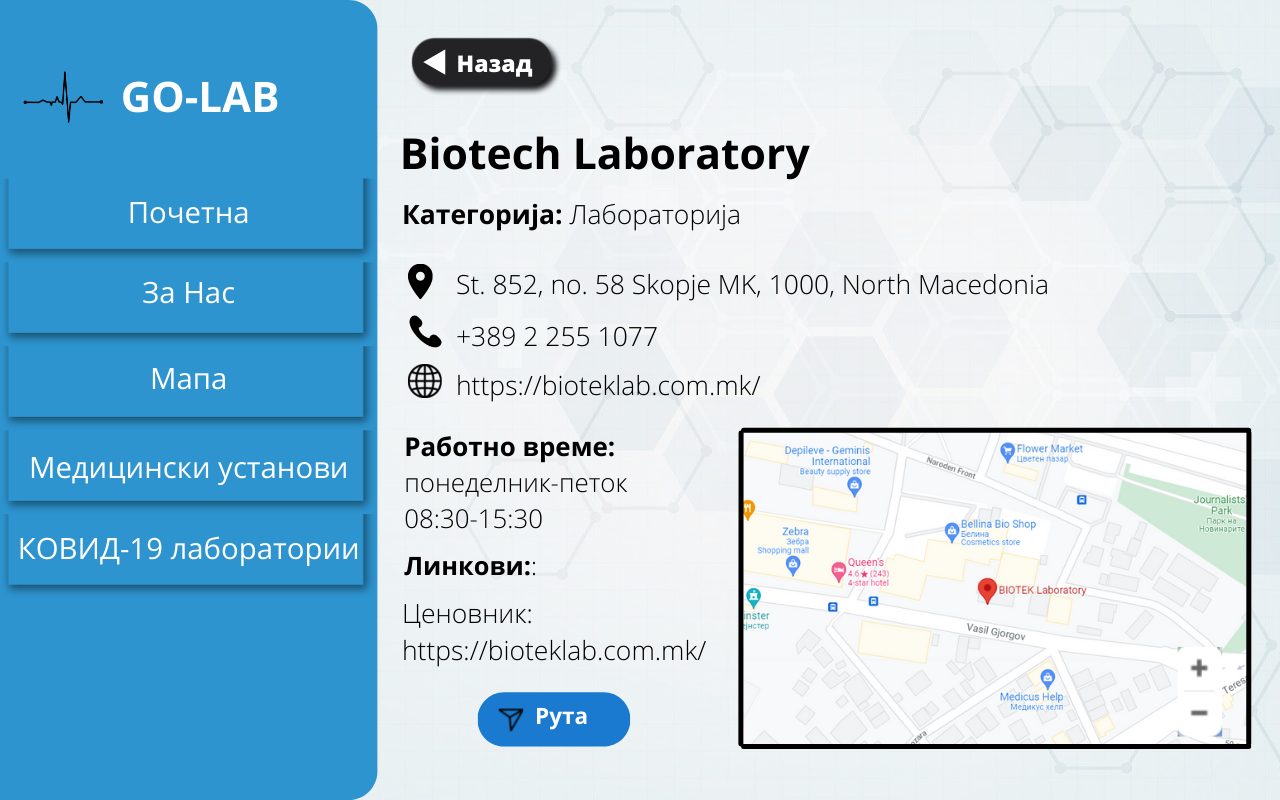 GO-LAB
Почетна
За Нас
Мапа
Медицински установи
КОВИД-19 лаборатории
Назад
Biotech Laboratory
Категорија: Лабораторија
St. 852, no. 58 Skopje MK, 1000, North Macedonia
+389 2 255 1077
https://bioteklab.com.mk/
Работно време:
понеделник-петок
08:30-15:30
Линкови::
Ценовник:
https://bioteklab.com.mk/
Рута
Depileve - Geminis
International
Beauty supply store
Naroden Front
Flower Market
Цветен пазар
Journalists
Park
Парк на
Новинарите
Zebra
Зебра
Shopping mall
Bellina Bio Shop
Белина
Cosmetics store
Queen's
4.6★(243)
4-star hotel
BIOTEK Laboratory
Vasil Gjorgov
Medicus Help
Медикус хелп
+
−